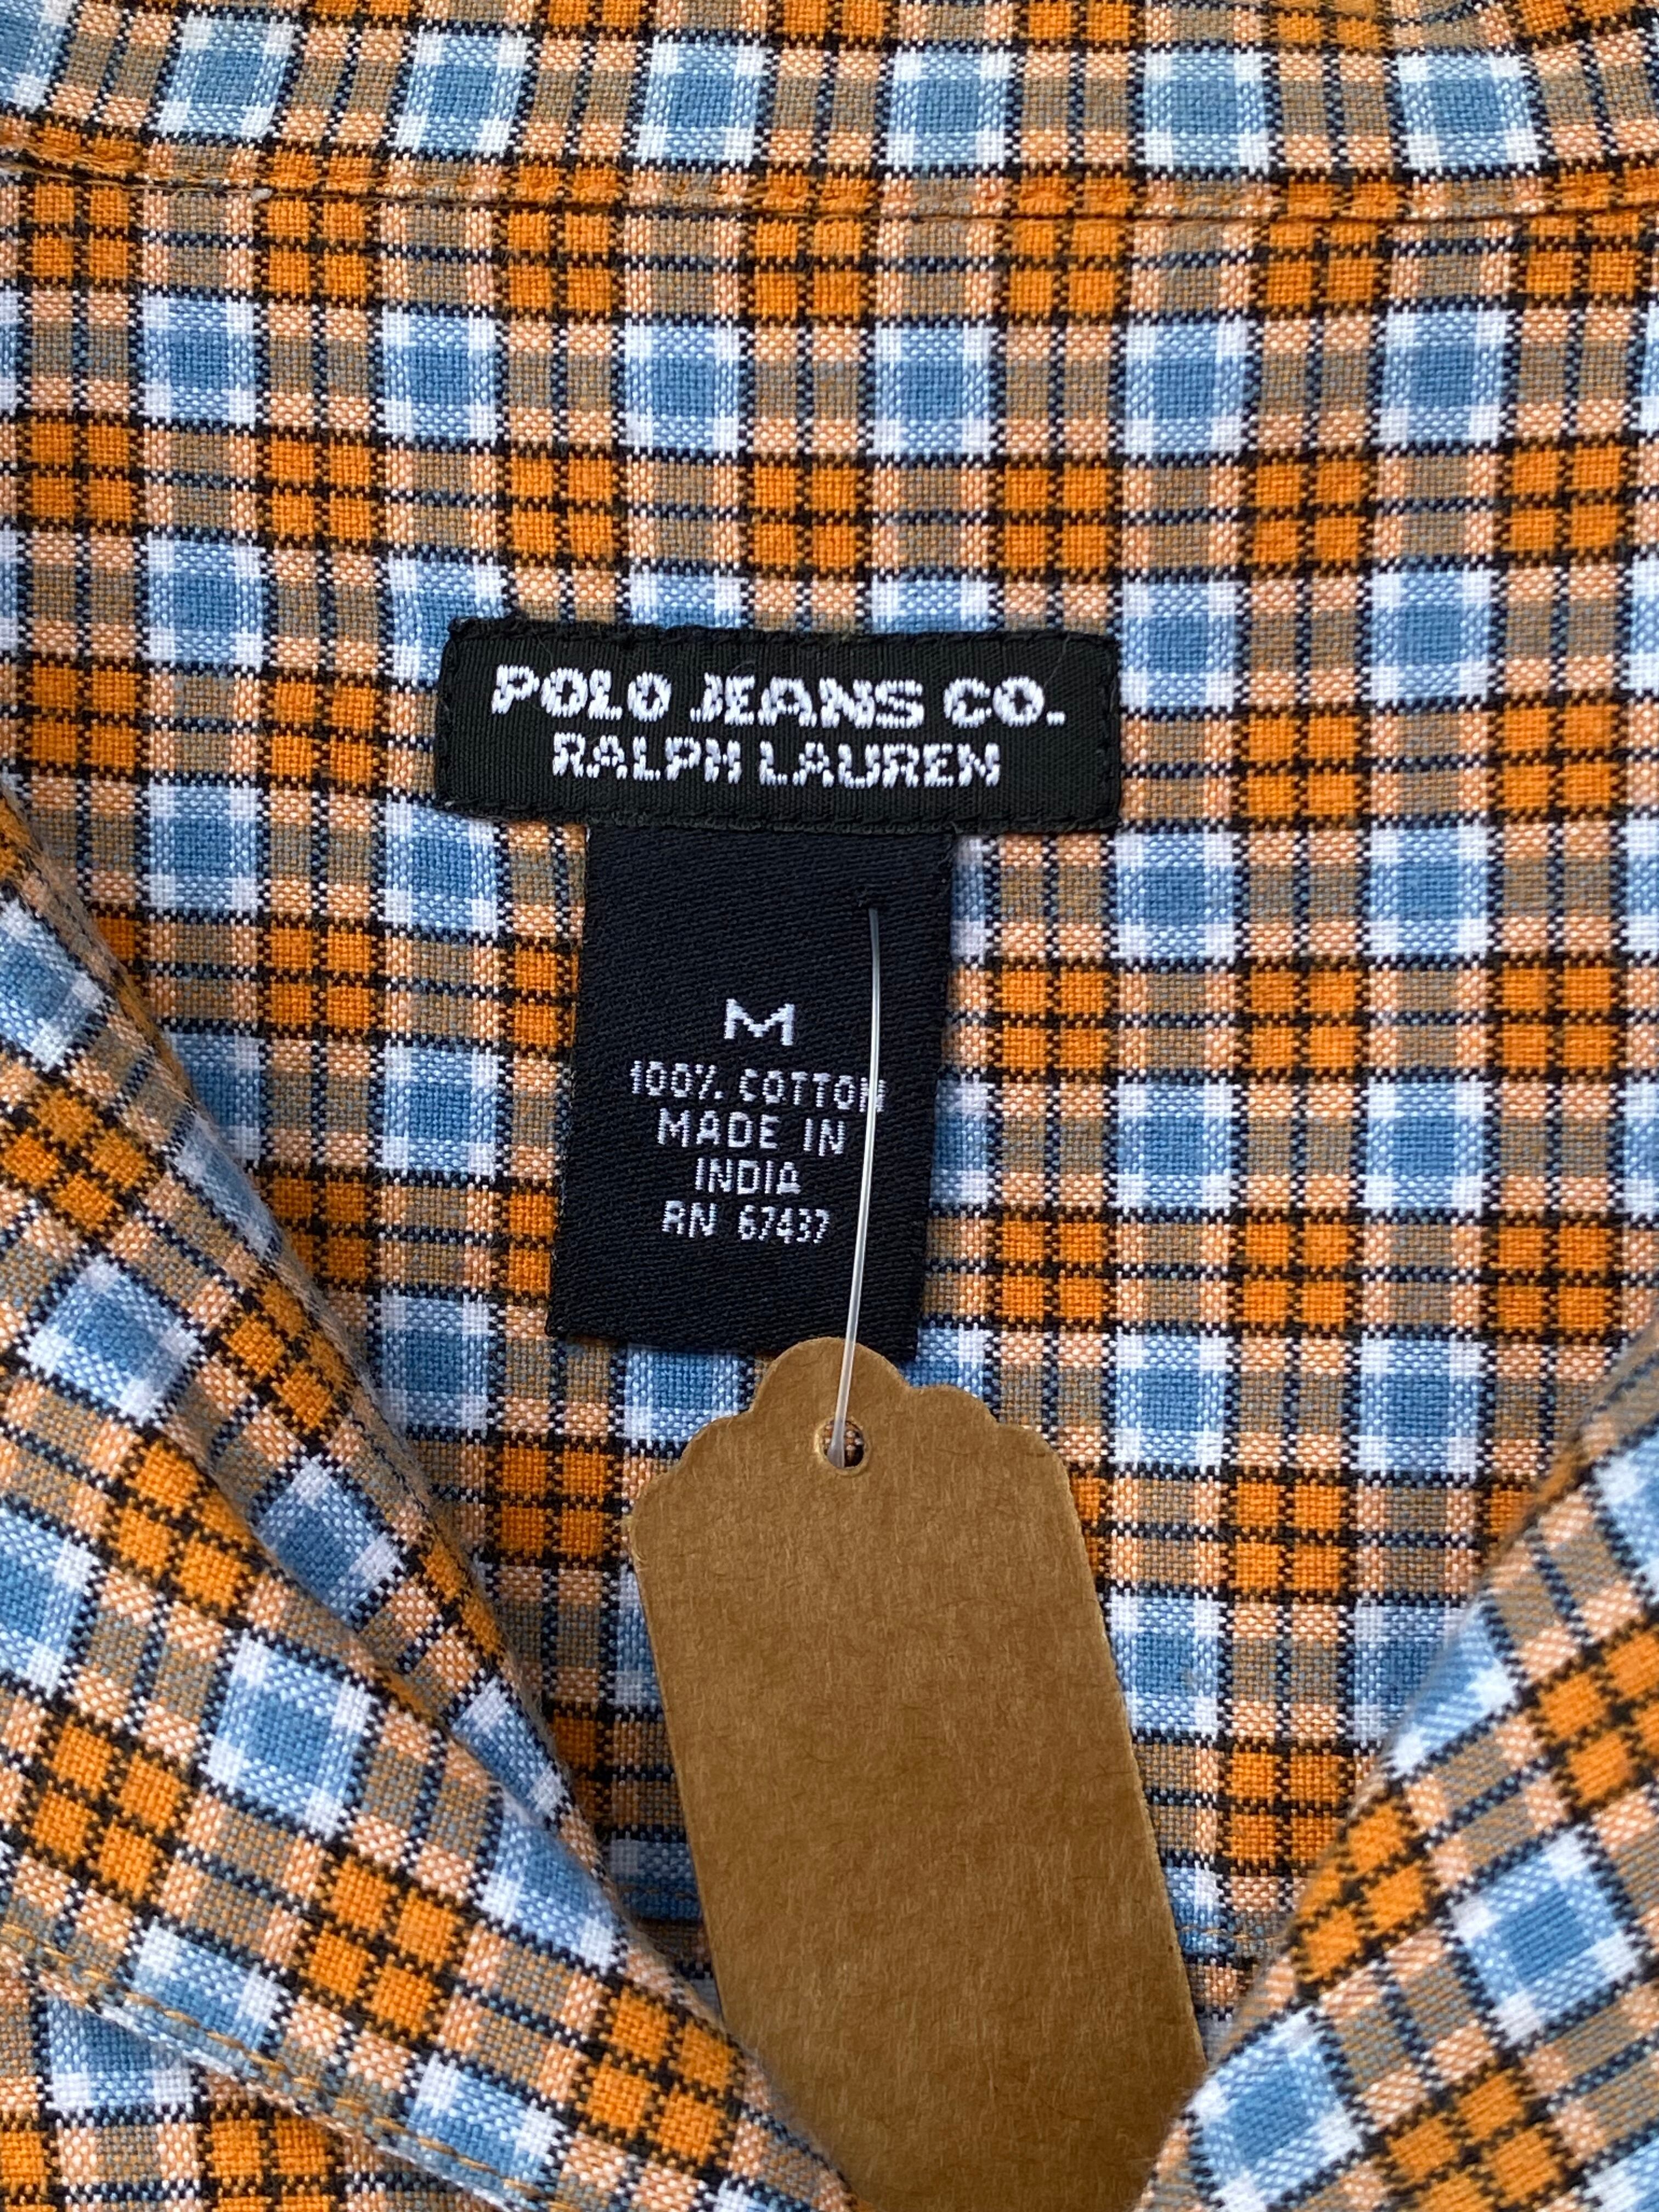 POLO JEANS CO.
RALPH LAUREN
M
100% COTTON
MADE IN
INDIA
RN 67437